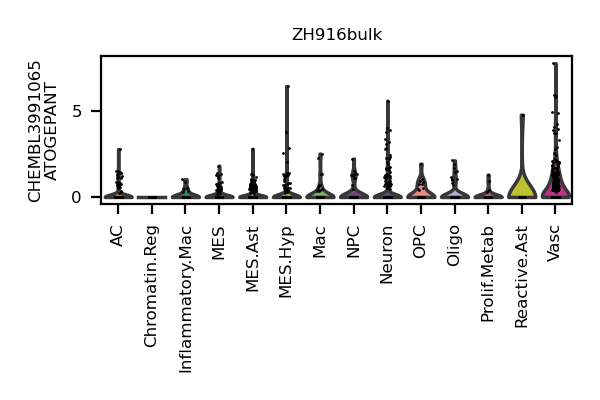 ZH916bulk
CHEMBL3991065
ATOGEPANT
5
0
AC
Chromatin.Reg
Inflammatory.Mac
MES
MES.Ast
MES.Hyp
Mac
NPC
Neuron
OPC
Oligo
Prolif.Metab
Reactive.Ast
Vasc